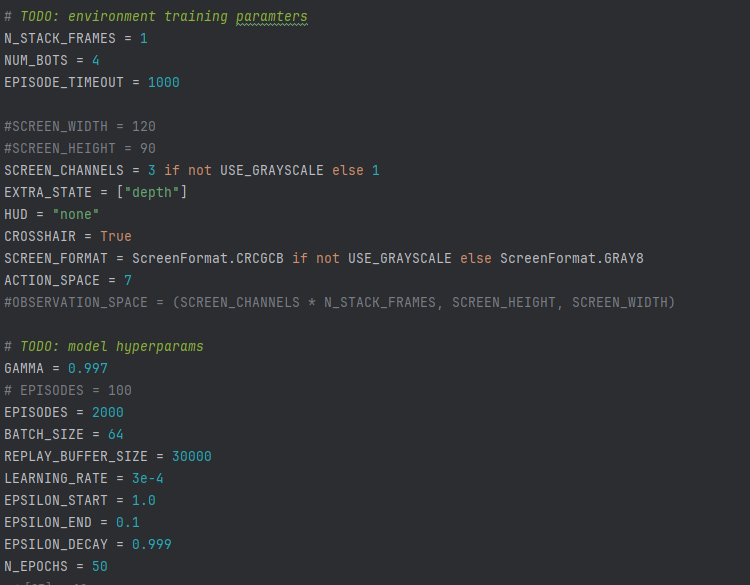 # TODO: environment training paramters
N_STACK_FRAMES = 1
NUM_BOTS = 4
EPISODE_TIMEOUT = 1000
#SCREEN_WIDTH = 120
#SCREEN_HEIGHT = 90
SCREEN_CHANNELS = 3 if not USE_GRAYSCALE else 1
EXTRA_STATE = ["depth"]
HUD = "none"
CROSSHAIR = True
SCREEN_FORMAT = ScreenFormat.CRCGCB if not USE_GRAYSCALE else ScreenFormat.GRAY8
ACTION_SPACE = 7
#OBSERVATION_SPACE = (SCREEN_CHANNELS * N_STACK_FRAMES, SCREEN_HEIGHT, SCREEN_WIDTH)
# TODO: model hyperparams
GAMMA = 0.997
# EPISODES = 100
EPISODES = 2000
BATCH_SIZE = 64
REPLAY_BUFFER_SIZE = 30000
LEARNING_RATE = 3e-4
EPSILON_START = 1.0
EPSILON_END = 0.1
EPSILON_DECAY = 0.999
N_EPOCHS = 50